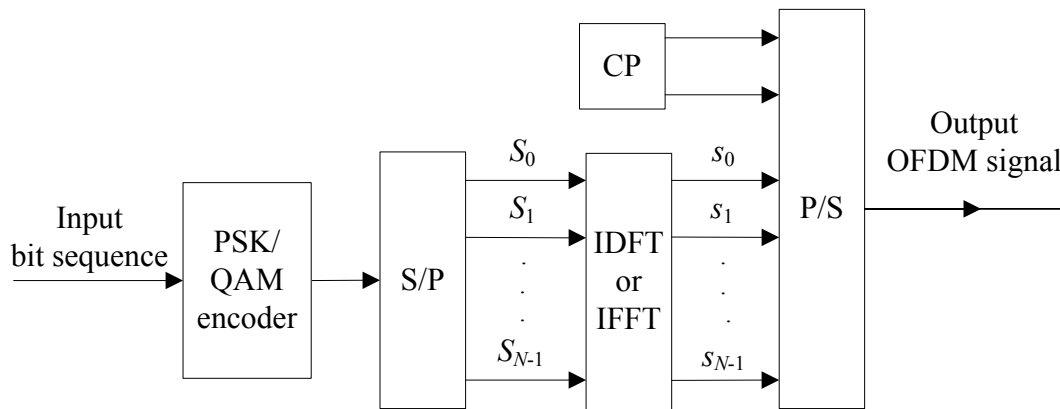 CP
Output
OFDM signal
S0
s0
S1
s1
P/S
Input
bit sequence
PSK/
QAM
encoder
S/P
IDFT
or
IFFT
SN-1
sN-1